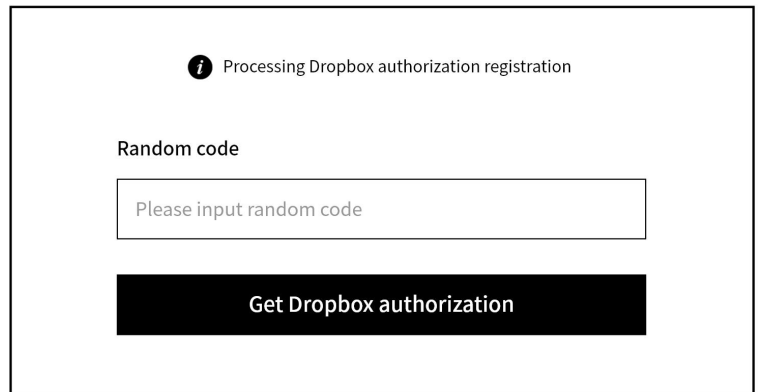 Processing Dropbox authorization registration
Random code
Please input random code
Get Dropbox authorization